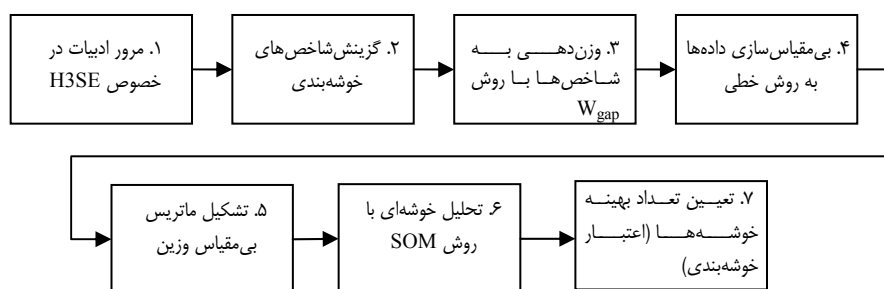 ۱. مرور ادبیات در
خصوص H3SE
۲. گزینش‌شاخص‌های
خوشه‌بندی
۳. وزن‌دهی به
شاخص‌ها با روش
Wgap
۴. بی‌مقیاس‌سازی داده‌ها
به روش خطی
۵. تشکیل ماتریس
بی‌مقیاس وزین
۶. تحلیل خوشه‌ای با
روش SOM
۷. تعیین تعداد بهینه
خوشه‌ها (اعتبار
خوشه‌بندی)